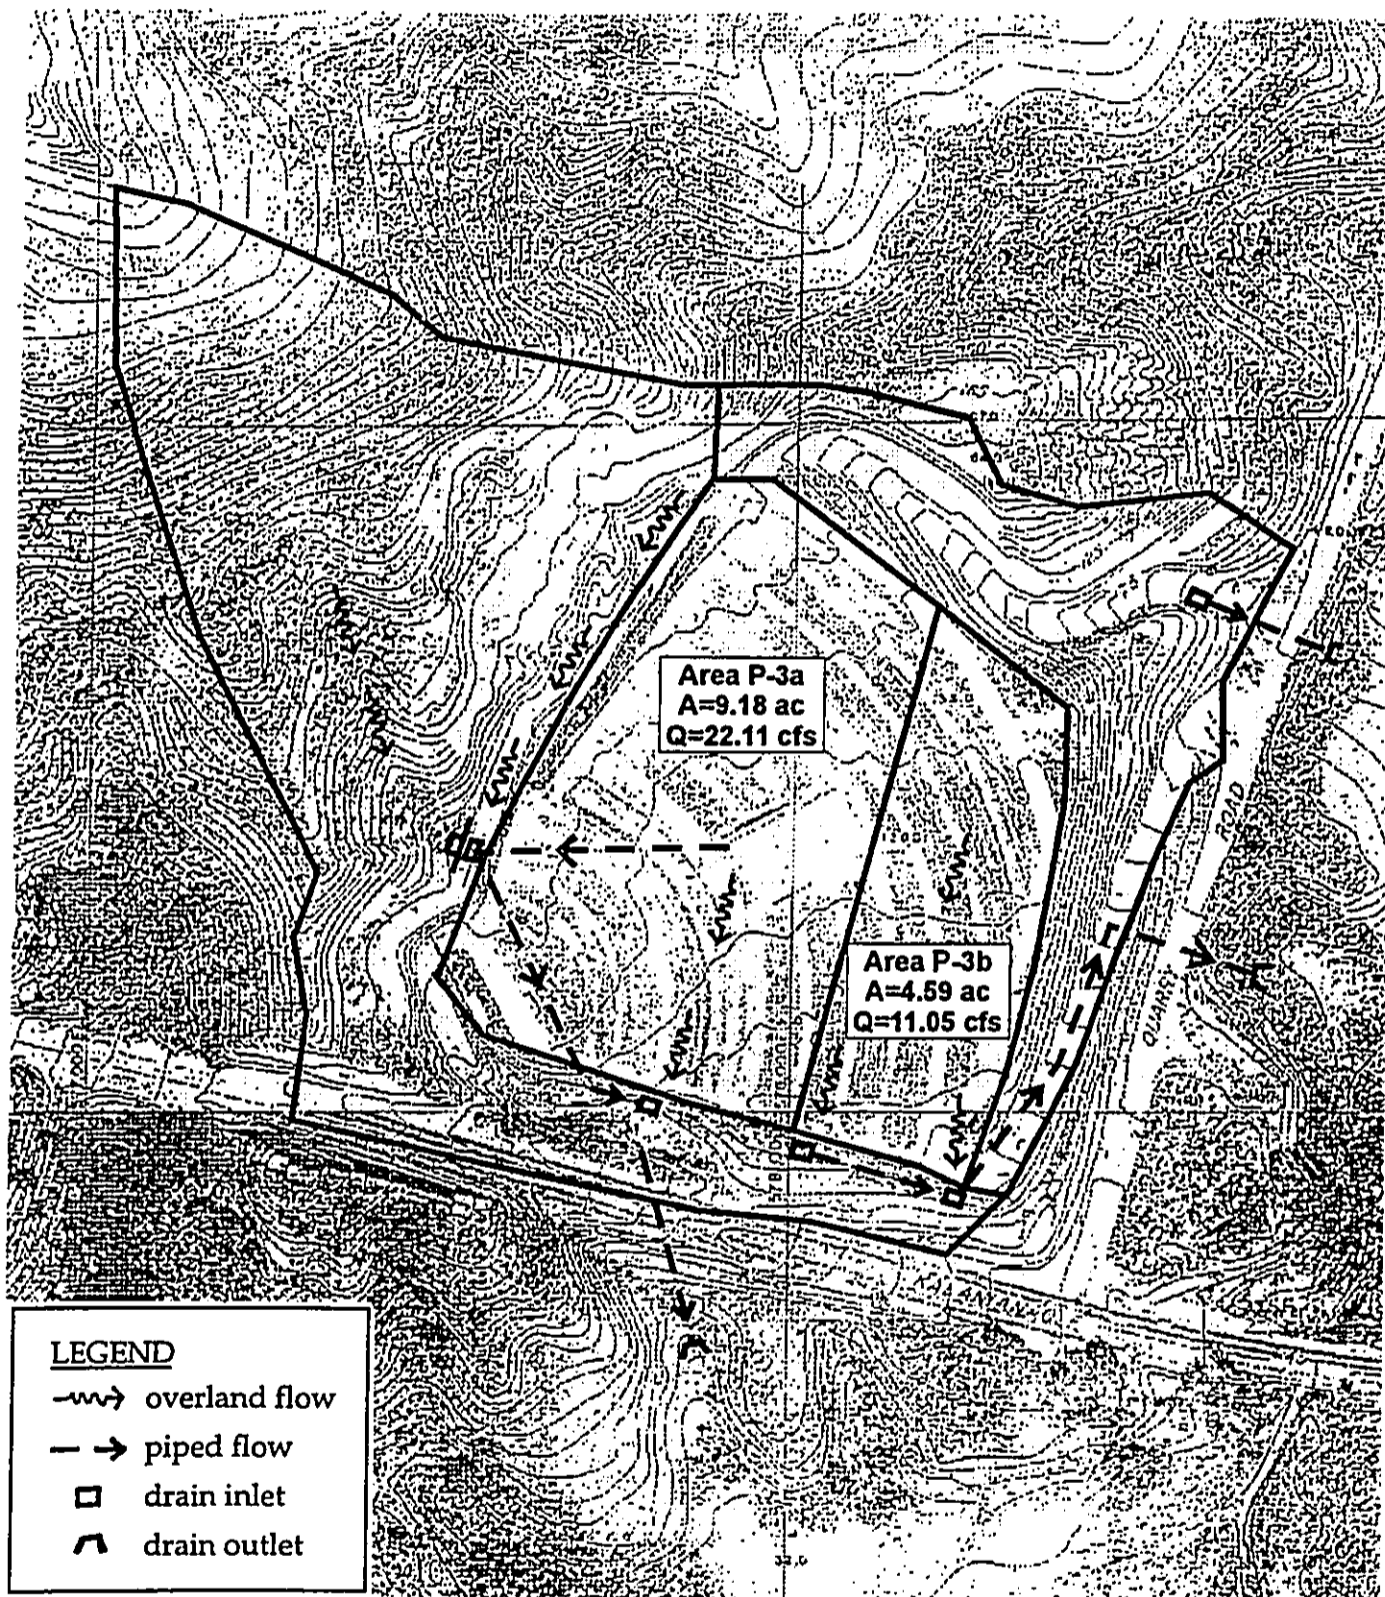 Area P-3a
A=9.18 ac
Q=22.11 cfs
Area P-3b
A=4.59 ac
Q=11.05 cfs
QUARRY ROAD
LEGEND
overland flow
piped flow
drain inlet
drain outlet